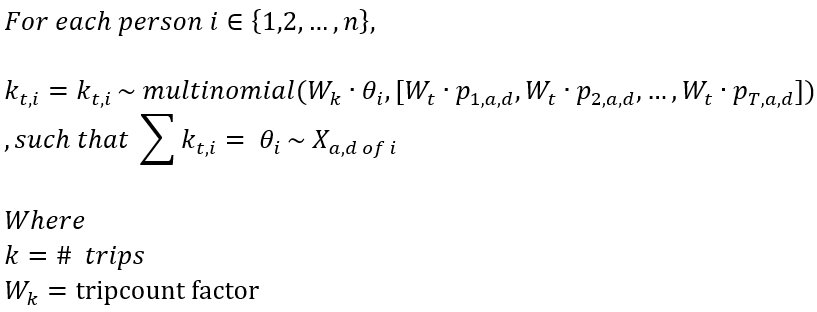 For each person i ∈ {1,2, … , n},
k_{t,i} = k_{t,i} ~ multinomial(W_k · θ_i, [W_t · p_{1,a,d}, W_t · p_{2,a,d}, … , W_t · p_{T,a,d}])
, such that ∑ k_{t,i} = θ_i ~ X_{a,d of i}
Where
k = # trips
W_k = tripcount factor